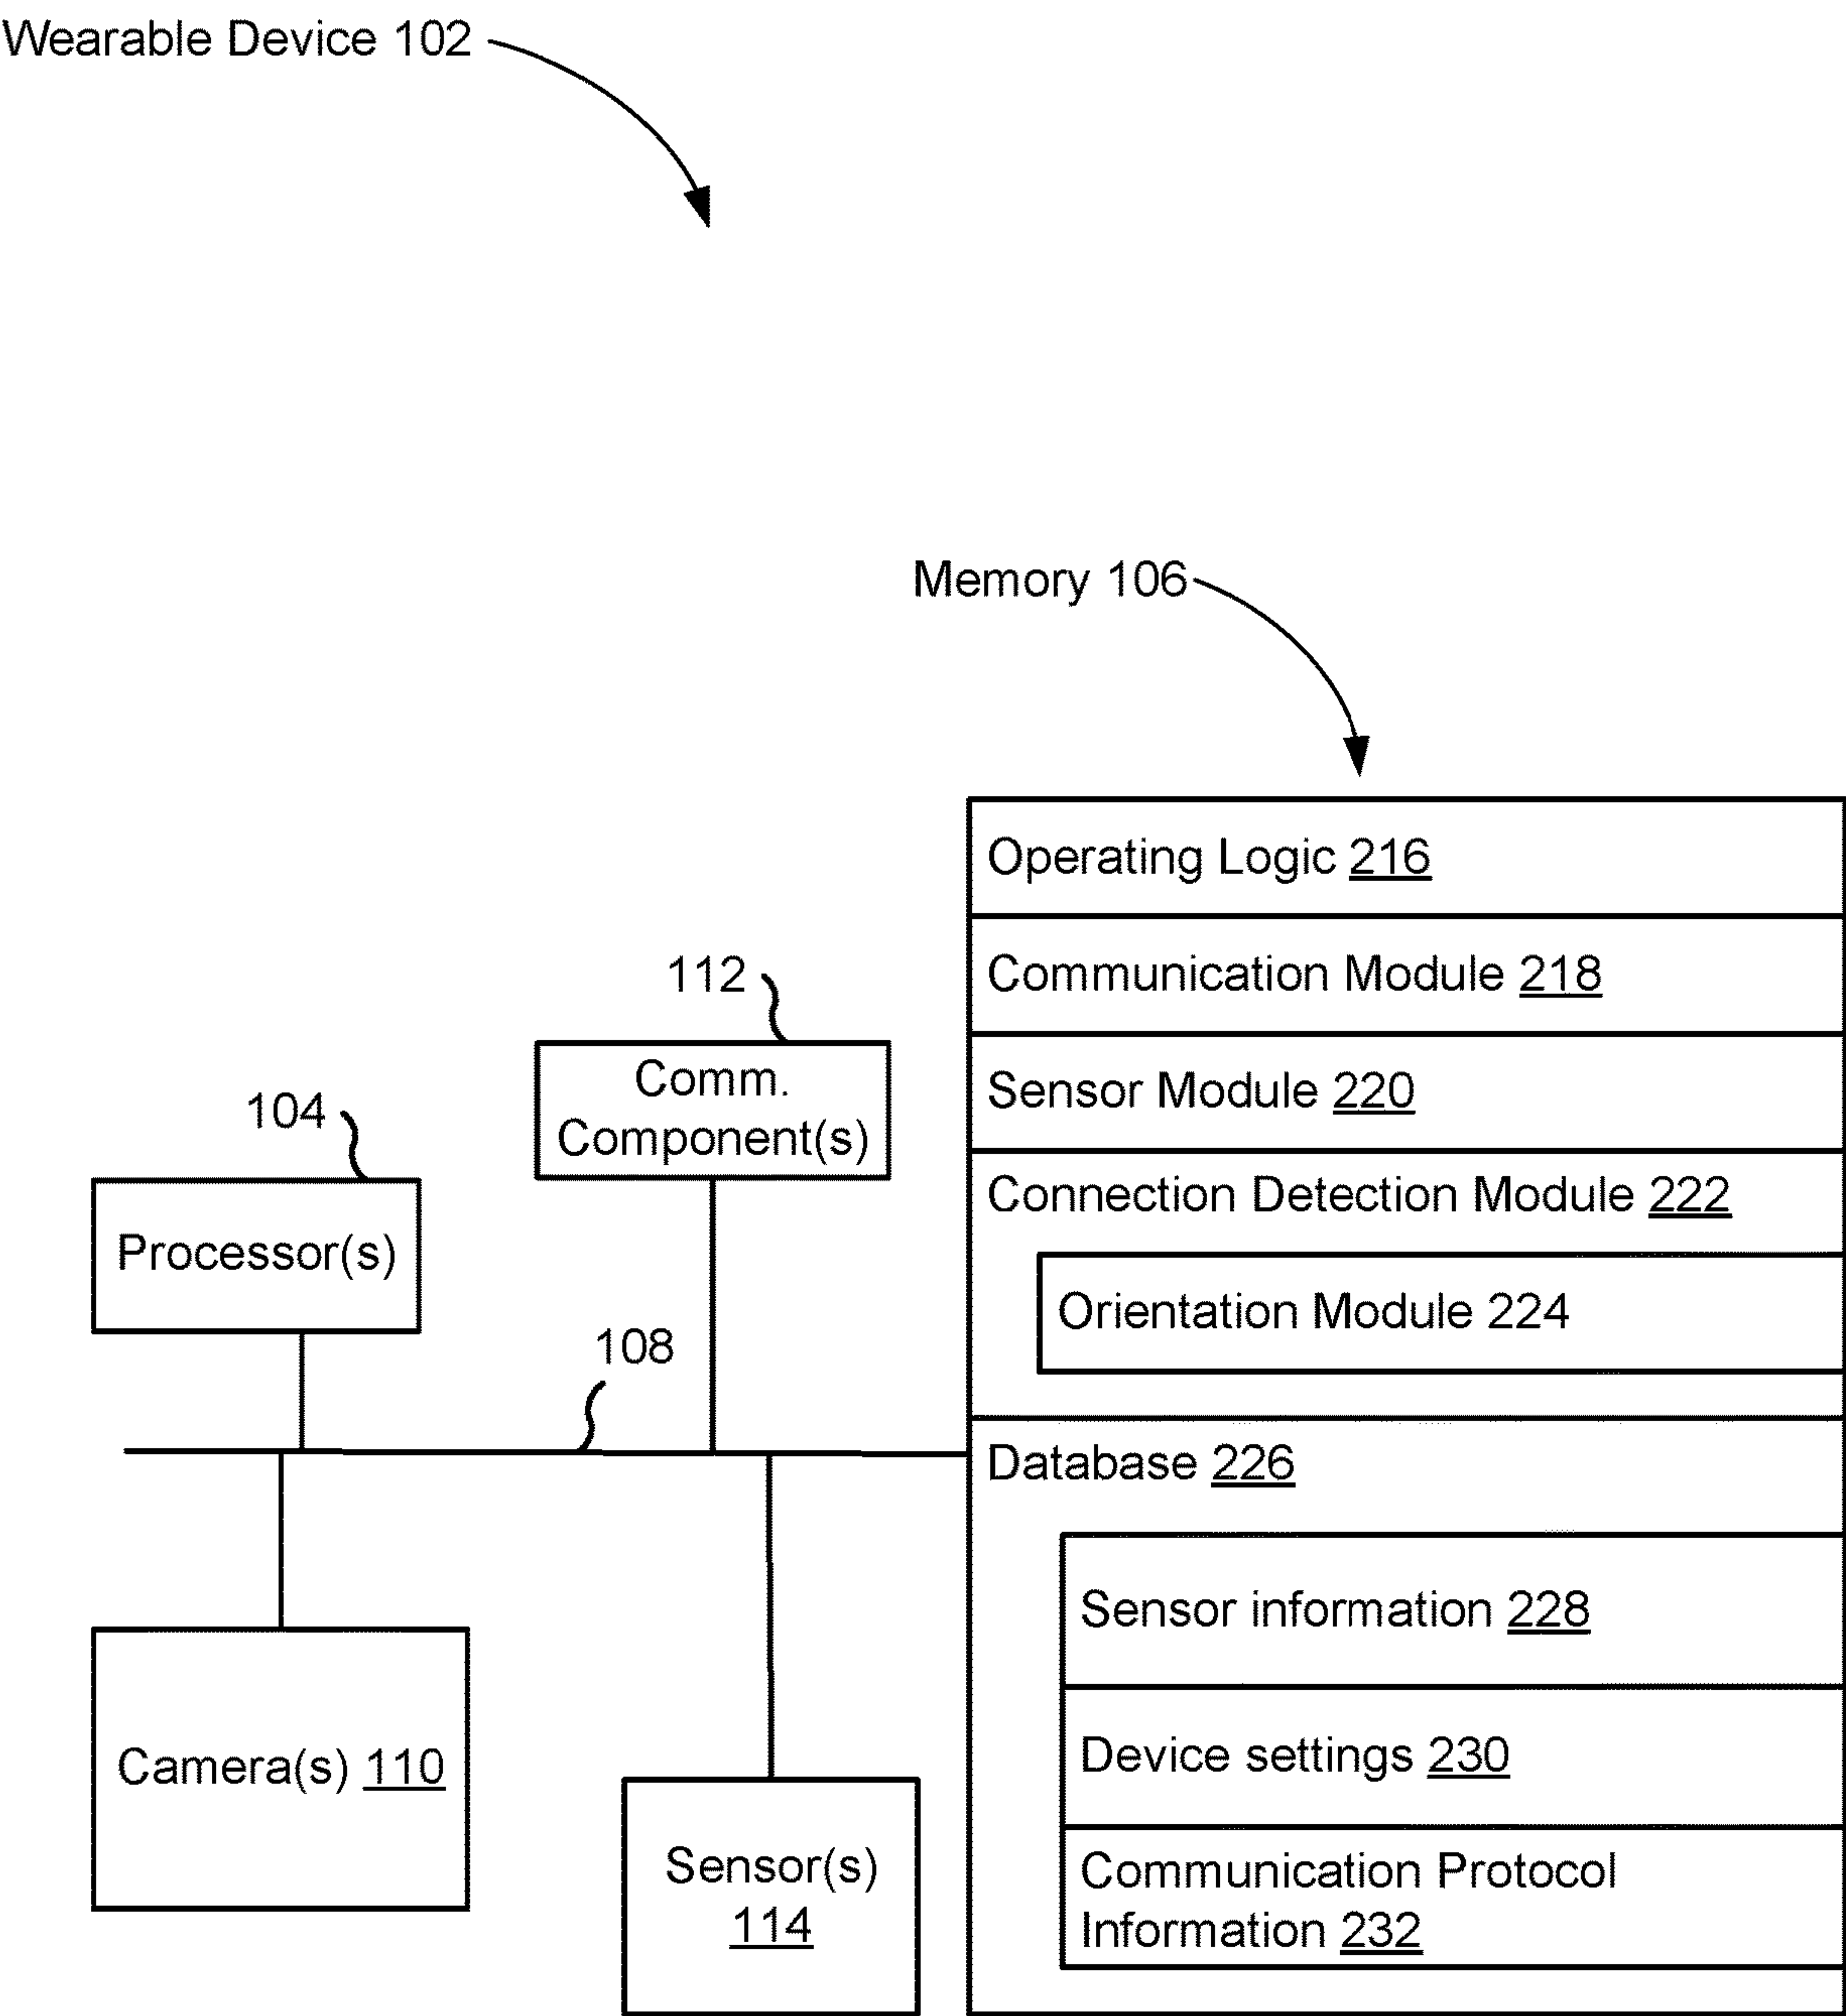 Wearable Device 102
Memory 106
Operating Logic 216
Communication Module 218
Sensor Module 220
Connection Detection Module 222
Orientation Module 224
Database 226
Sensor information 228
Device settings 230
Communication Protocol
Information 232
112
Comm.
Component(s)
104
Processor(s)
108
Camera(s) 110
Sensor(s)
114